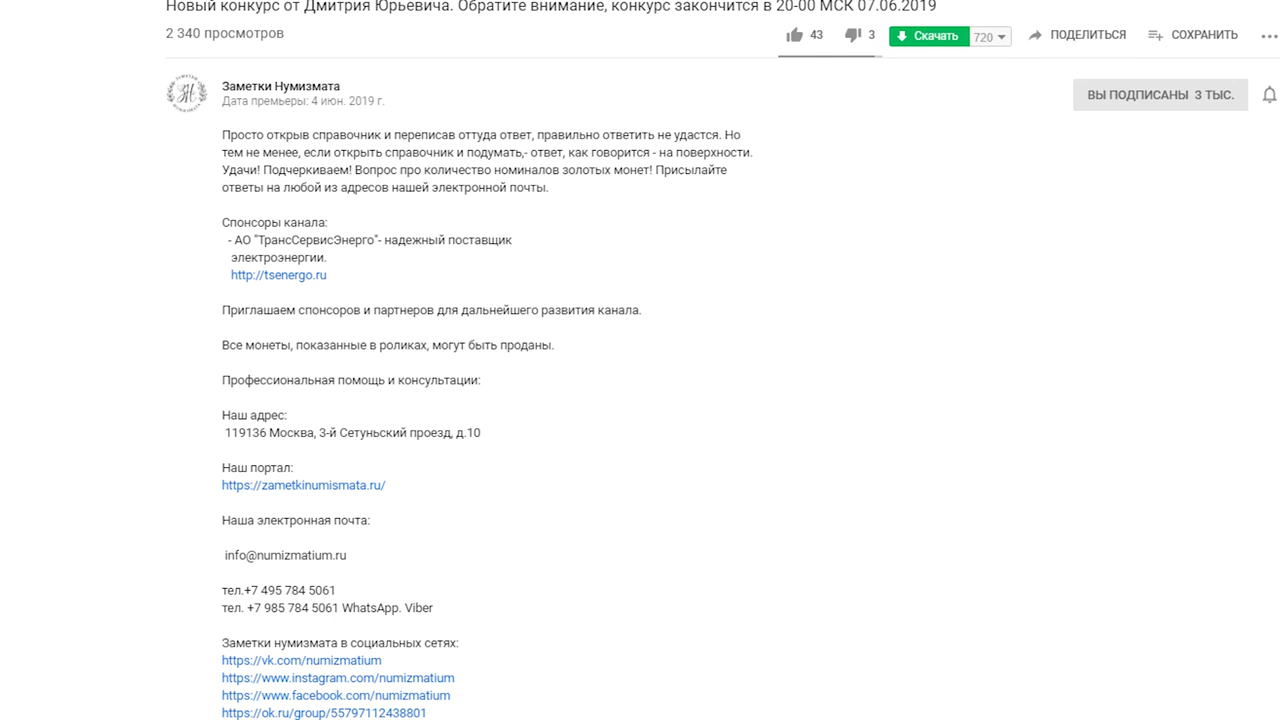 Новый конкурс от Дмитрия Юрьевича. Обратите внимание, конкурс закончится в 20-00 МСК 07.06.2019
2 340 просмотров
43 3 Скачать 720 ПОДЕЛИТЬСЯ СОХРАНИТЬ
Заметки Нумизмата
Дата премьеры: 4 июн. 2019 г.
ВЫ ПОДПИСАНЫ 3 ТЫС.
Просто открыв справочник и переписав оттуда ответ, правильно ответить не удастся. Но
тем не менее, если открыть справочник и подумать,- ответ, как говорится - на поверхности.
Удачи! Подчеркиваем! Вопрос про количество номиналов золотых монет! Присылайте
ответы на любой из адресов нашей электронной почты.
Спонсоры канала:
- АО "ТрансСервисЭнерго"- надежный поставщик
электроэнергии.
http://tsenergo.ru
Приглашаем спонсоров и партнеров для дальнейшего развития канала.
Все монеты, показанные в роликах, могут быть проданы.
Профессиональная помощь и консультации:
Наш адрес:
119136 Москва, 3-й Сетуньский проезд, д.10
Наш портал:
https://zametkinumismata.ru/
Наша электронная почта:
info@numizmatium.ru
тел.+7 495 784 5061
тел. +7 985 784 5061 WhatsApp. Viber
Заметки нумизмата в социальных сетях:
https://vk.com/numizmatium
https://www.instagram.com/numizmatium
https://www.facebook.com/numizmatium
https://ok.ru/group/55797112438801